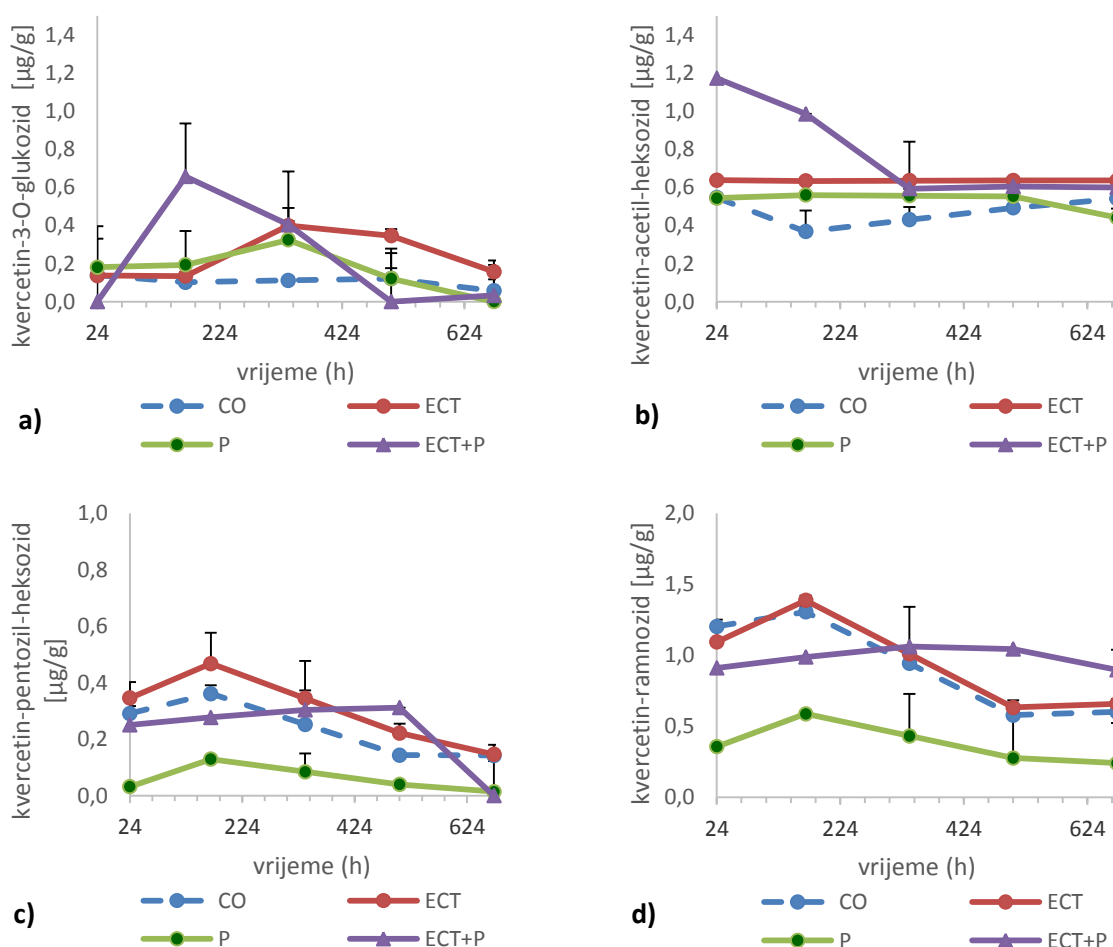 kvercetin-3-O-glukozid [µg/g]
1,4
1,2
1,0
0,8
0,6
0,4
0,2
0,0
24 224 424 624
vrijeme (h)
CO ECT
P ECT+P
a)
kvercetin-acetil-heksozid [µg/g]
1,4
1,2
1,0
0,8
0,6
0,4
0,2
0,0
24 224 424 624
vrijeme (h)
CO ECT
P ECT+P
b)
kvercetin-pentozil-heksozid
[µg/g]
1,0
0,8
0,6
0,4
0,2
0,0
24 224 424 624
vrijeme (h)
CO ECT
P ECT+P
c)
kvercetin-ramnozid [µg/g]
2,0
1,5
1,0
0,5
0,0
24 224 424 624
vrijeme (h)
CO ECT
P ECT+P
d)